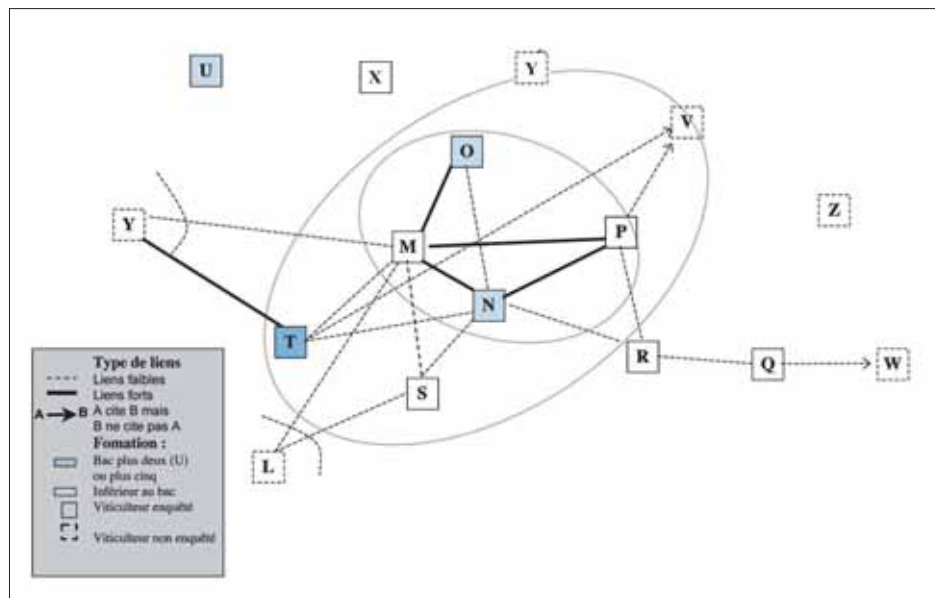 U
X
Y
V
O
Z
Y
M
P
N
T
R
Q
W
S
L
Type de liens
Liens faibles
Liens forts
A B A cite B mais
B ne cite pas A
Fomation :
Bac plus deux (U)
ou plus cinq
Inférieur au bac
Viticulteur enquêté
Viticulteur non enquêté